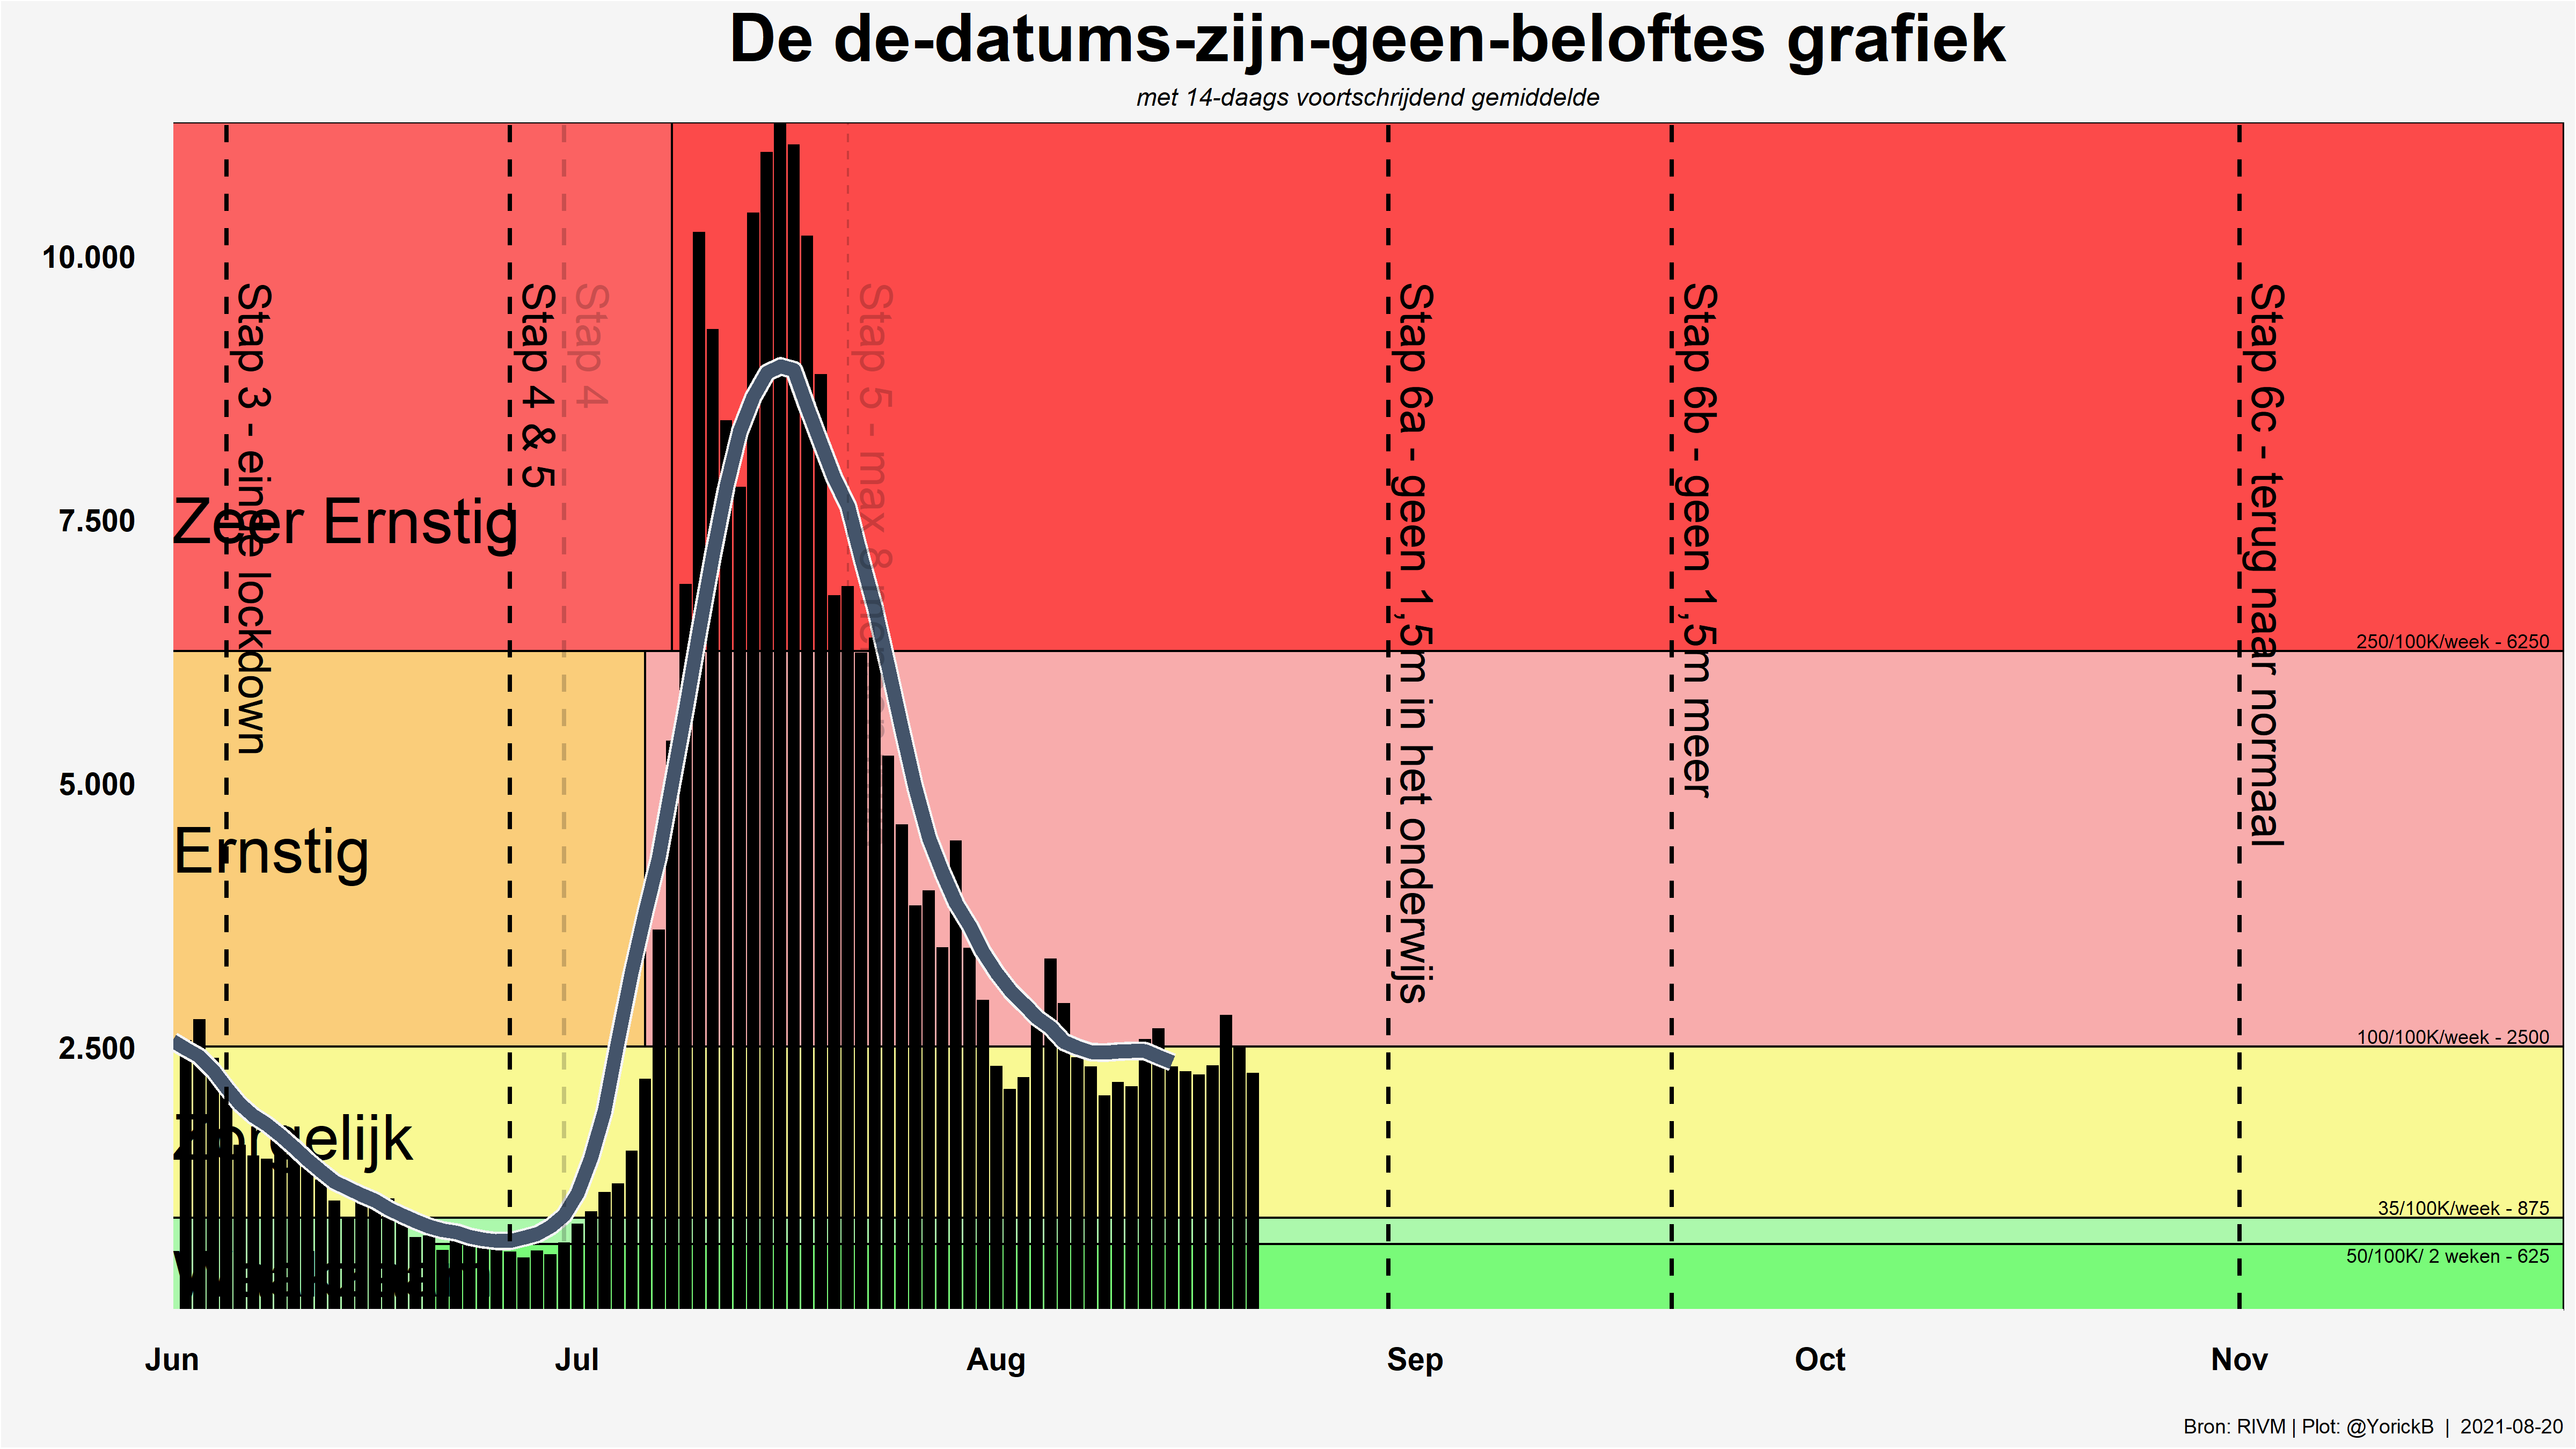 De de-datums-zijn-geen-beloftes grafiek
met 14-daags voortschrijdend gemiddelde
10.000
7.500
5.000
2.500
Zeer Ernstig
Ernstig
Zorgelijk
Stap 3 - einde lockdown
Stap 4 & 5
Stap 4
Stap 5 - max 8
Stap 6a - geen 1,5m in het onderwijs
Stap 6b - geen 1,5m meer
Stap 6c - terug naar normaal
250/100K/week - 6250
100/100K/week - 2500
35/100K/week - 875
50/100K/ 2 weken - 625
Jun
Jul
Aug
Sep
Oct
Nov
Bron: RIVM | Plot: @YorickB | 2021-08-20